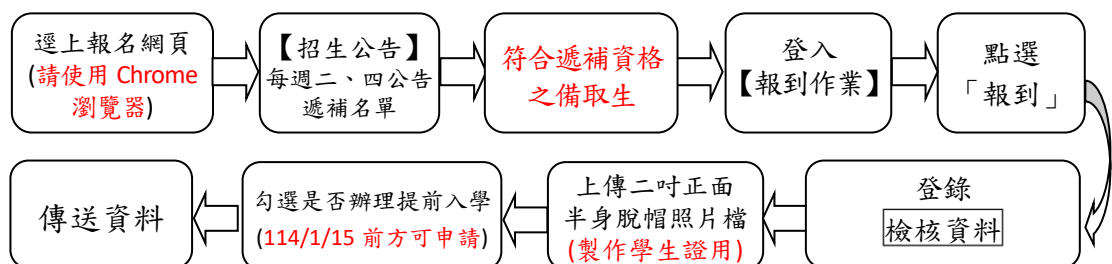 逕上報名網頁
(請使用 Chrome
瀏覽器)
【招生公告】
每週二、四公告
遞補名單
符合遞補資格
之備取生
登入
【報到作業】
點選
「報到」
登錄
檢核資料
上傳二吋正面
半身脫帽照片檔
(製作學生證用)
勾選是否辦理提前入學
(114/1/15 前方可申請)
傳送資料